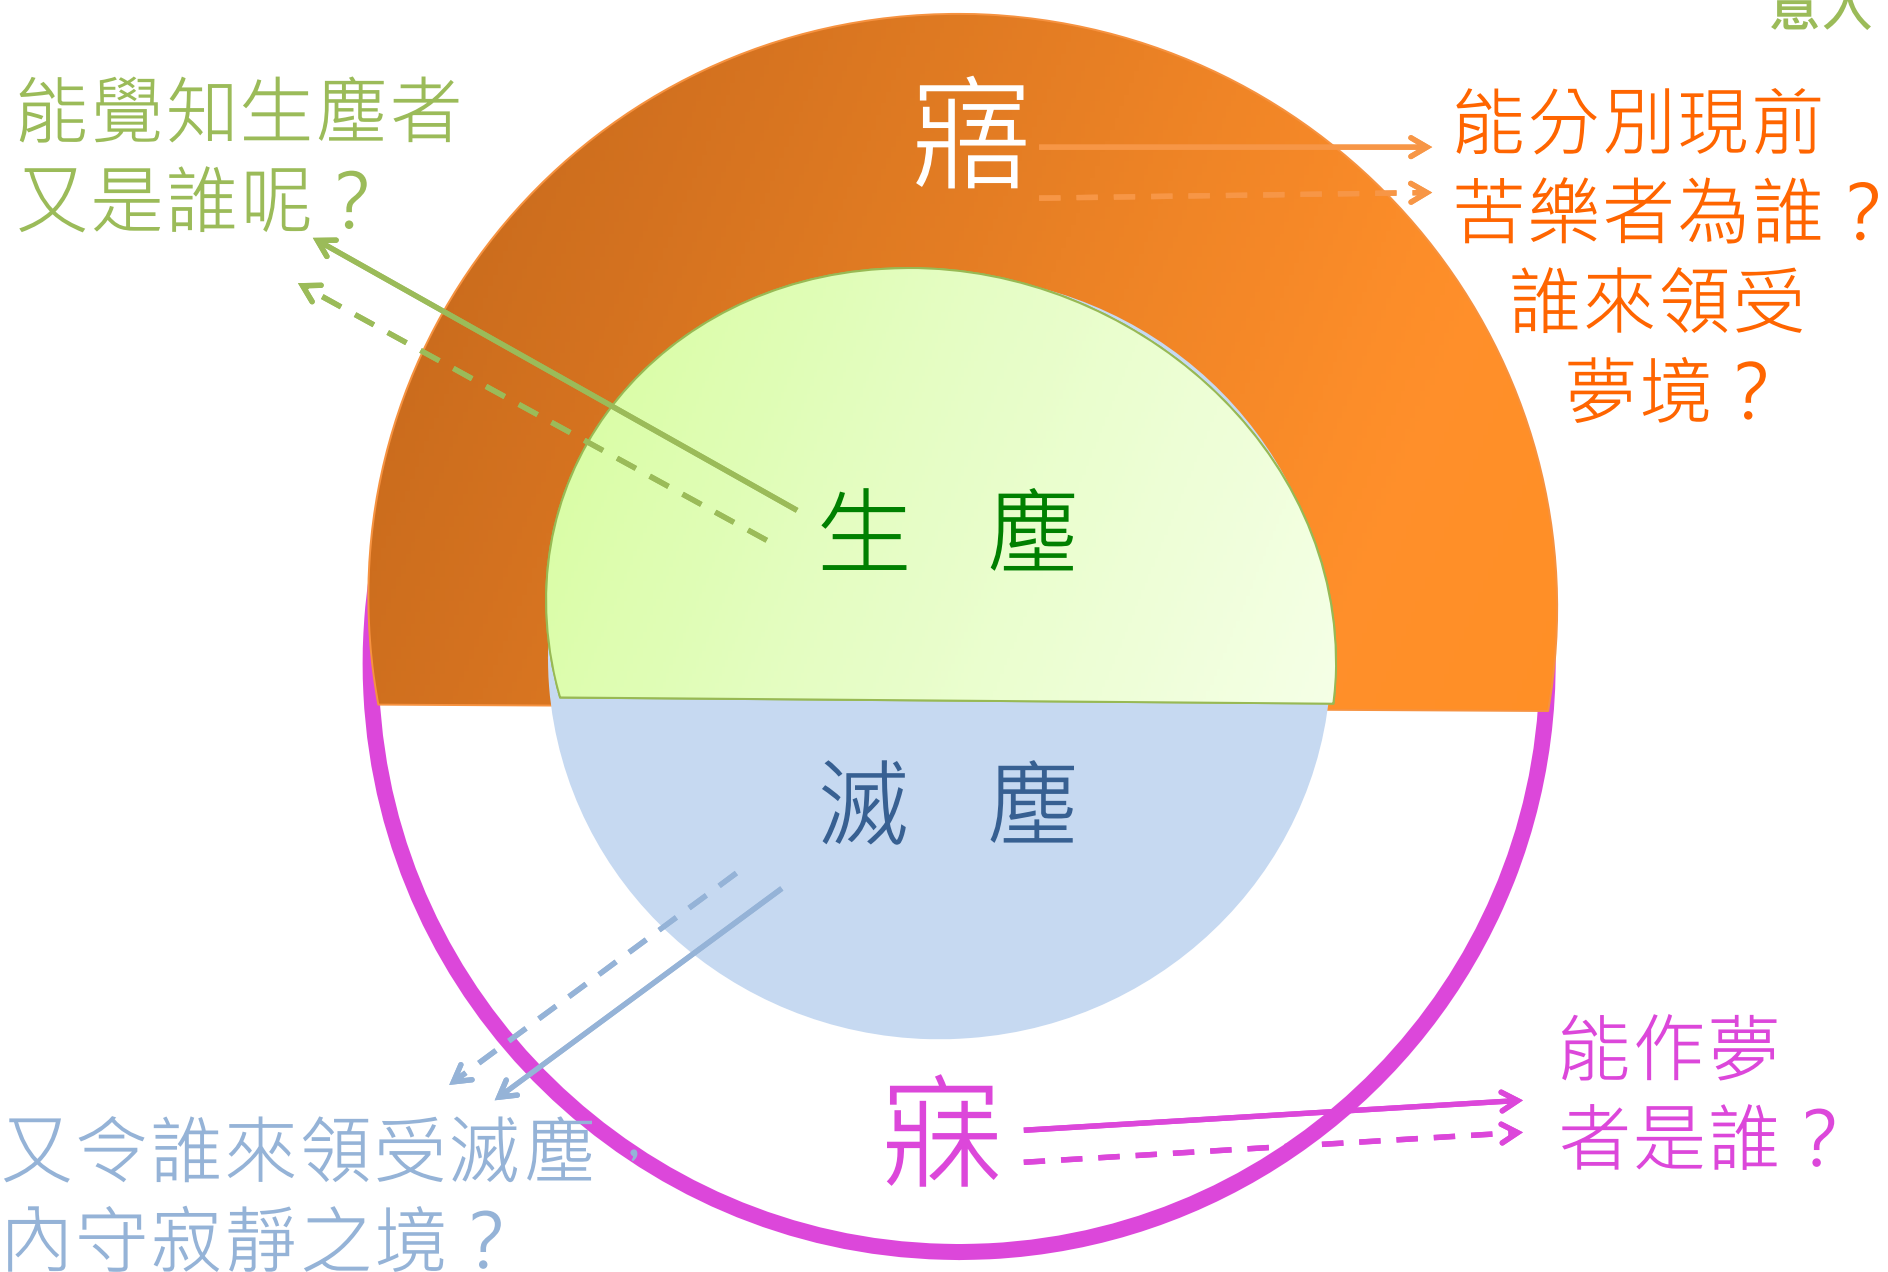 能覺知生塵者
又是誰呢？
寤
能分別現前
苦樂者為誰？
誰來領受
夢境？
生 塵
滅 塵
寐
能作夢
者是誰？
又令誰來領受滅塵，
內守寂靜之境？